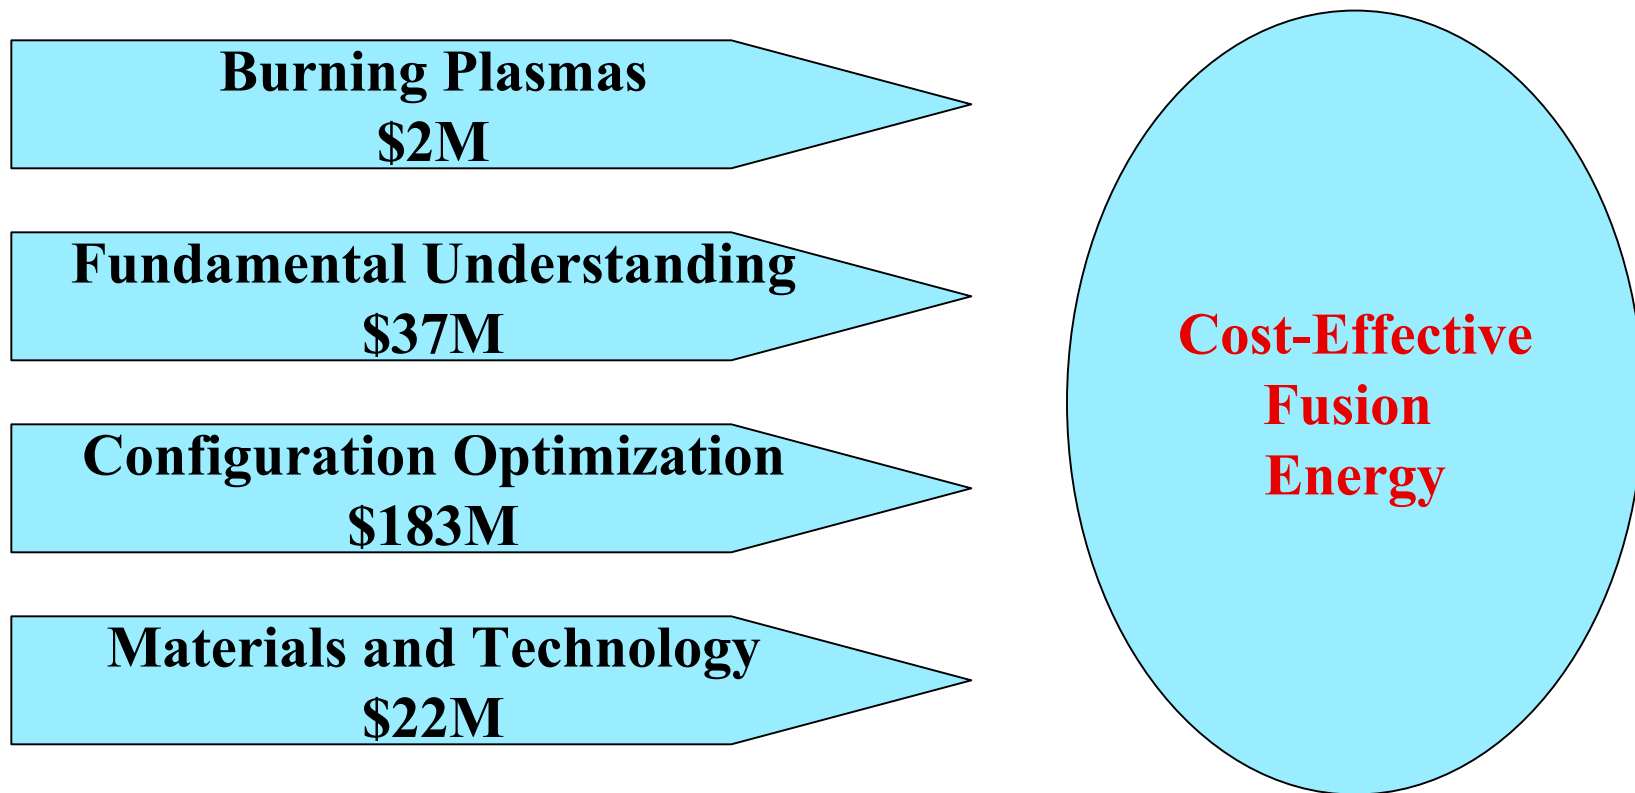 Burning Plasmas
$2M
Fundamental Understanding
$37M
Configuration Optimization
$183M
Materials and Technology
$22M
Cost-Effective
Fusion
Energy